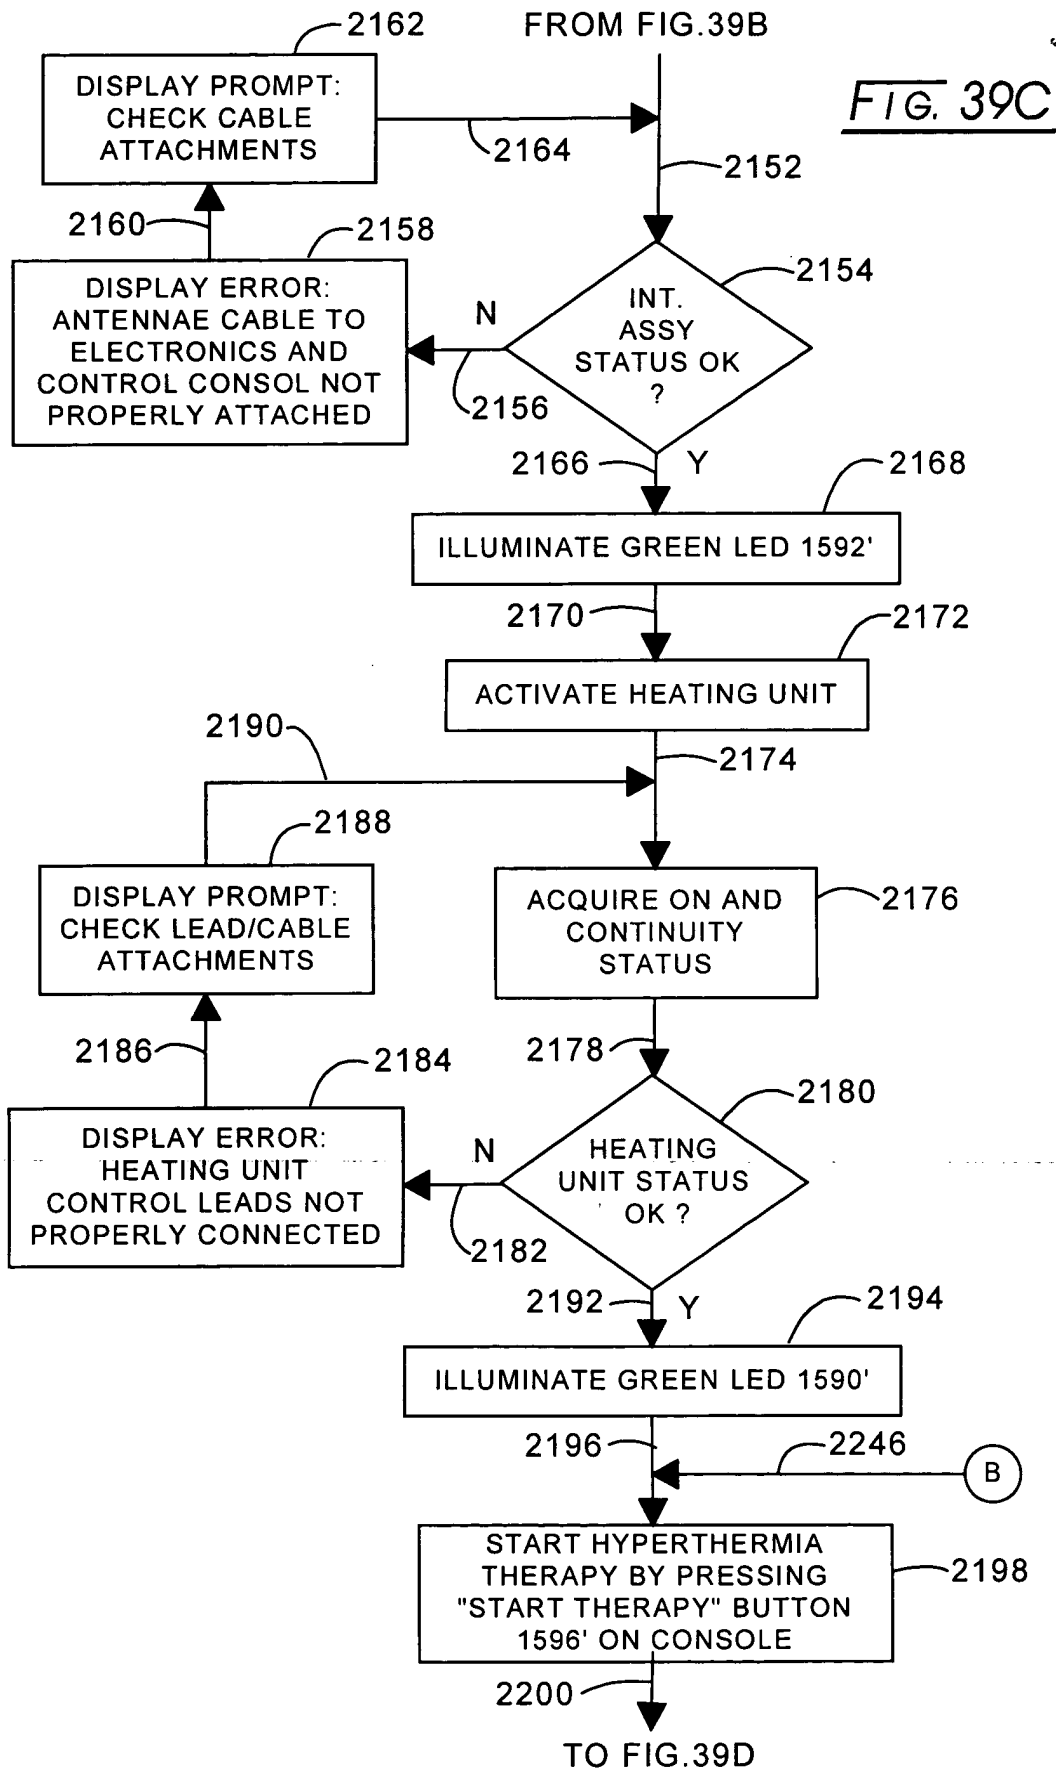 2162
FROM FIG.39B
FIG. 39C
DISPLAY PROMPT:
CHECK CABLE
ATTACHMENTS
2164
2152
2160
2158
2154
DISPLAY ERROR:
ANTENNAE CABLE TO
ELECTRONICS AND
CONTROL CONSOL NOT
PROPERLY ATTACHED
N
2156
INT.
ASSY
STATUS OK
?
2166
Y
2168
ILLUMINATE GREEN LED 1592'
2170
2172
ACTIVATE HEATING UNIT
2190
2174
2188
DISPLAY PROMPT:
CHECK LEAD/CABLE
ATTACHMENTS
ACQUIRE ON AND
CONTINUITY
STATUS
2176
2186
2184
2178
2180
DISPLAY ERROR:
HEATING UNIT
CONTROL LEADS NOT
PROPERLY CONNECTED
N
2182
HEATING
UNIT STATUS
OK ?
2192
Y
2194
ILLUMINATE GREEN LED 1590'
2196
2246
B
START HYPERTHERMIA
THERAPY BY PRESSING
"START THERAPY" BUTTON
1596' ON CONSOLE
2198
2200
TO FIG.39D